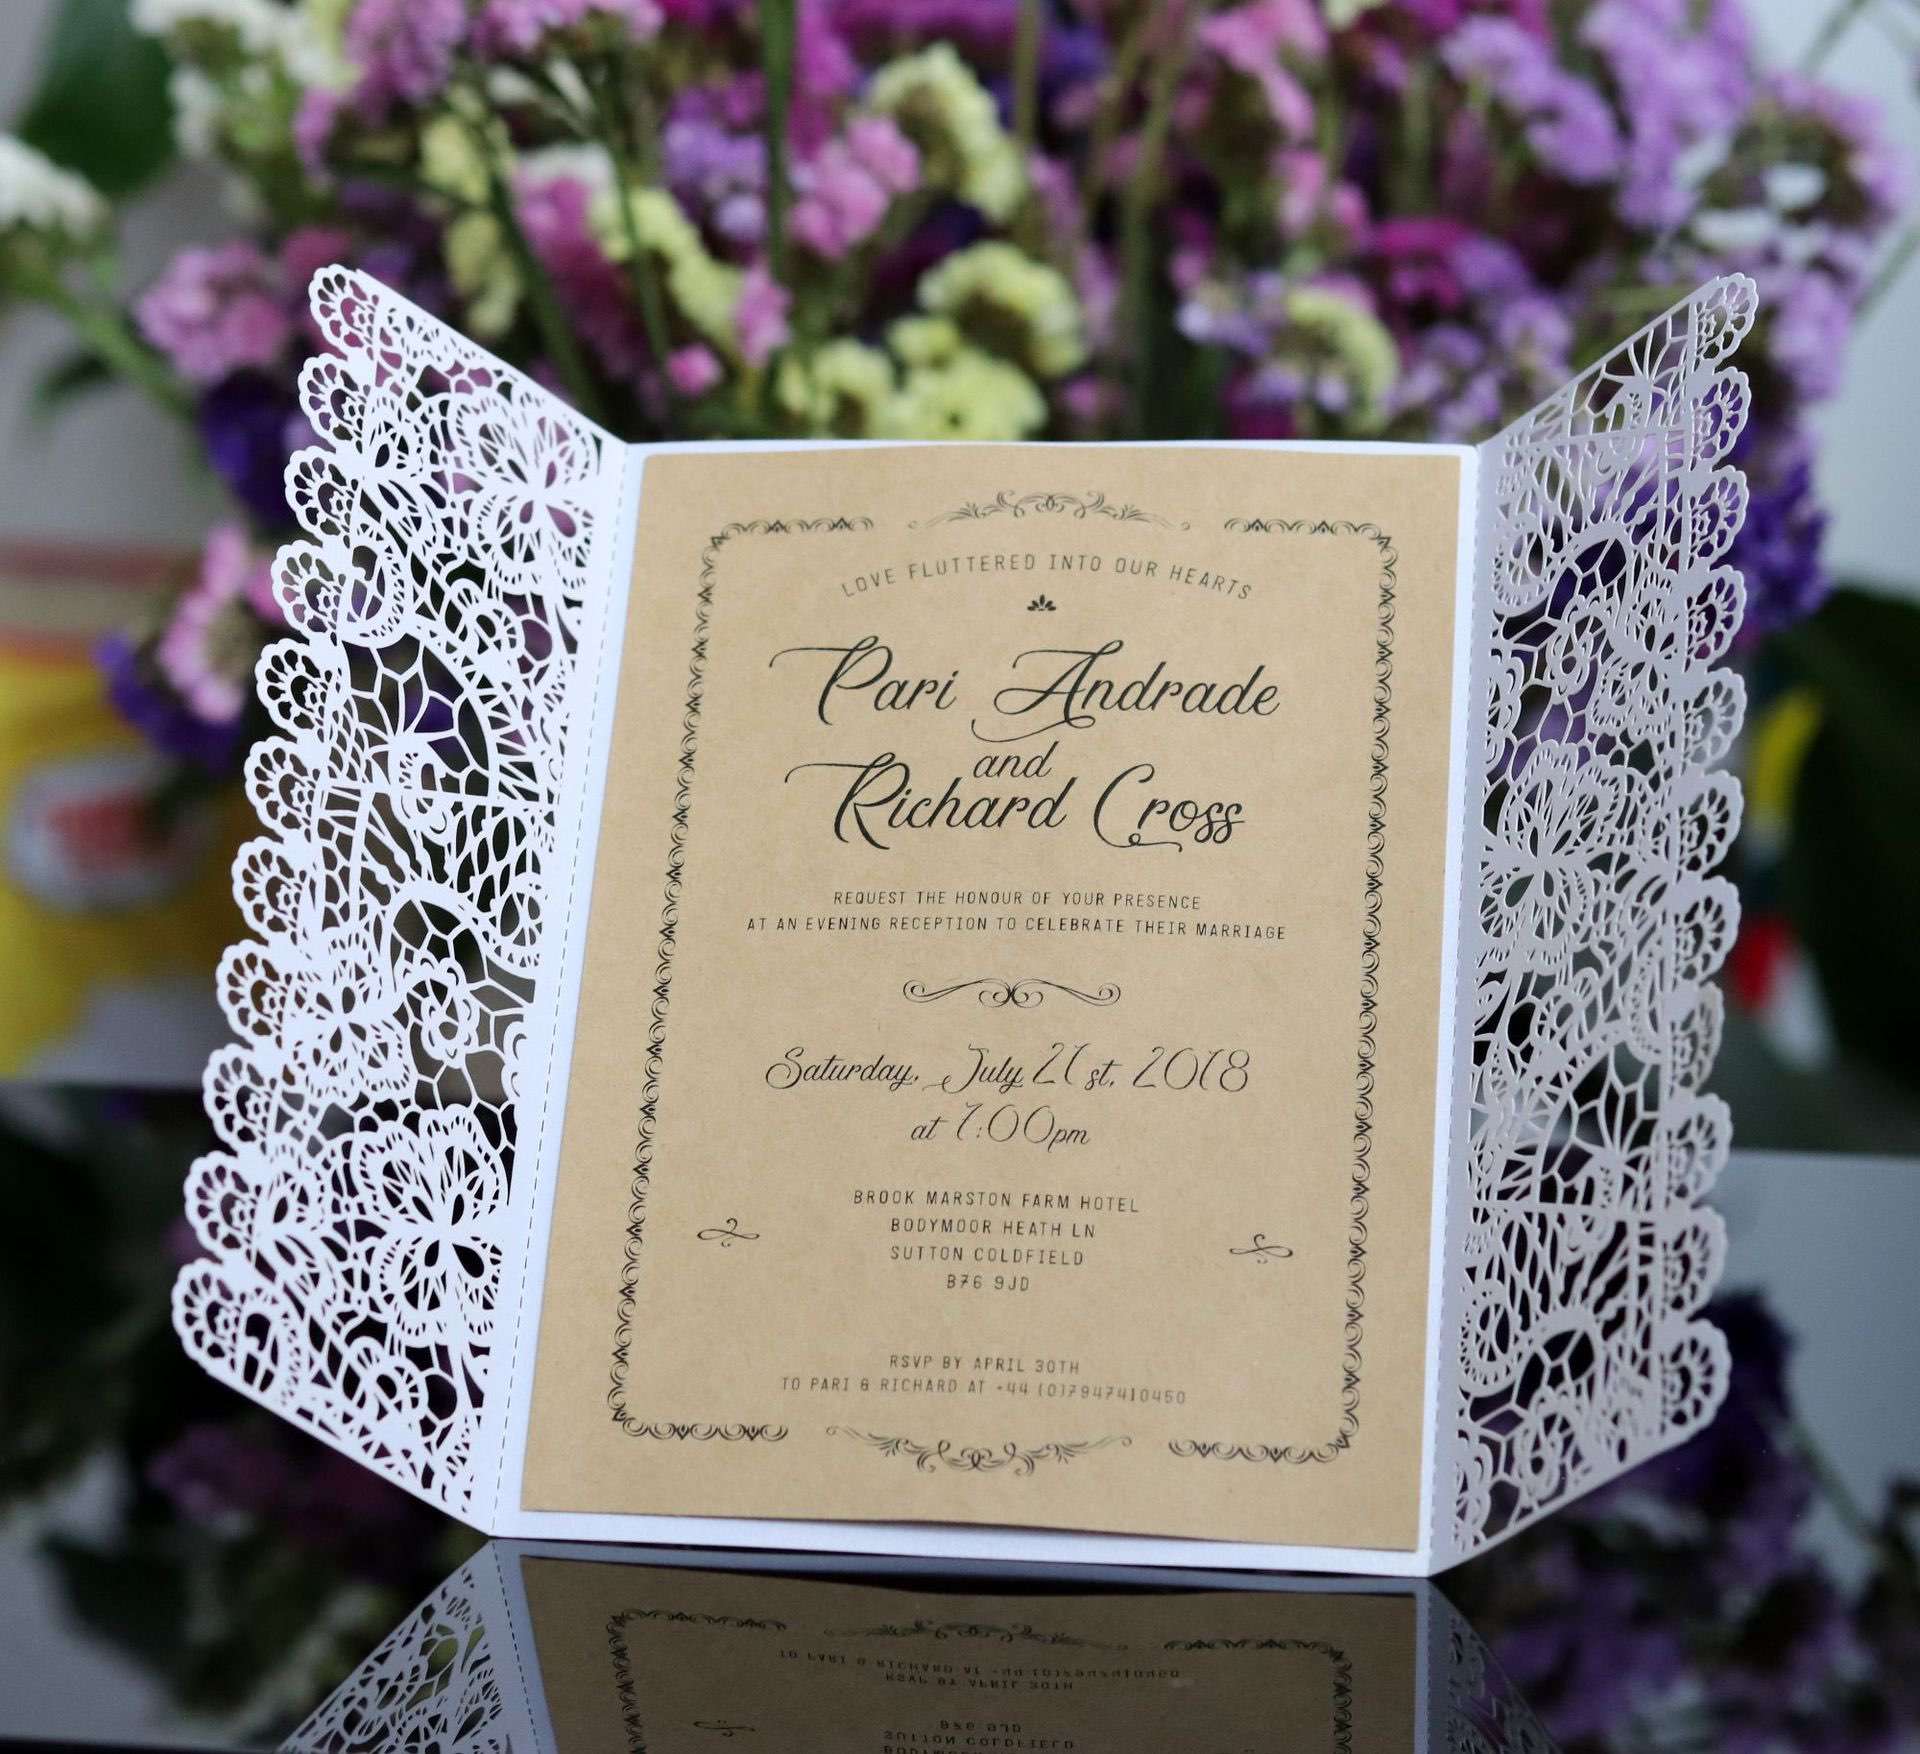 LOVE FLUTTERED INTO OUR HEARTS
Pari Andrade
and
Richard Cross
REQUEST THE HONOUR OF YOUR PRESENCE
AT AN EVENING RECEPTION TO CELEBRATE THEIR MARRIAGE
Saturday, July 21st, 2018
at 7:00pm
BROOK MARSTON FARM HOTEL
BODYMOOR HEATH LN
SUTTON COLDFIELD
B76 9JD
RSVP BY APRIL 30TH
TO PARI & RICHARD AT +44 (0)7947410450